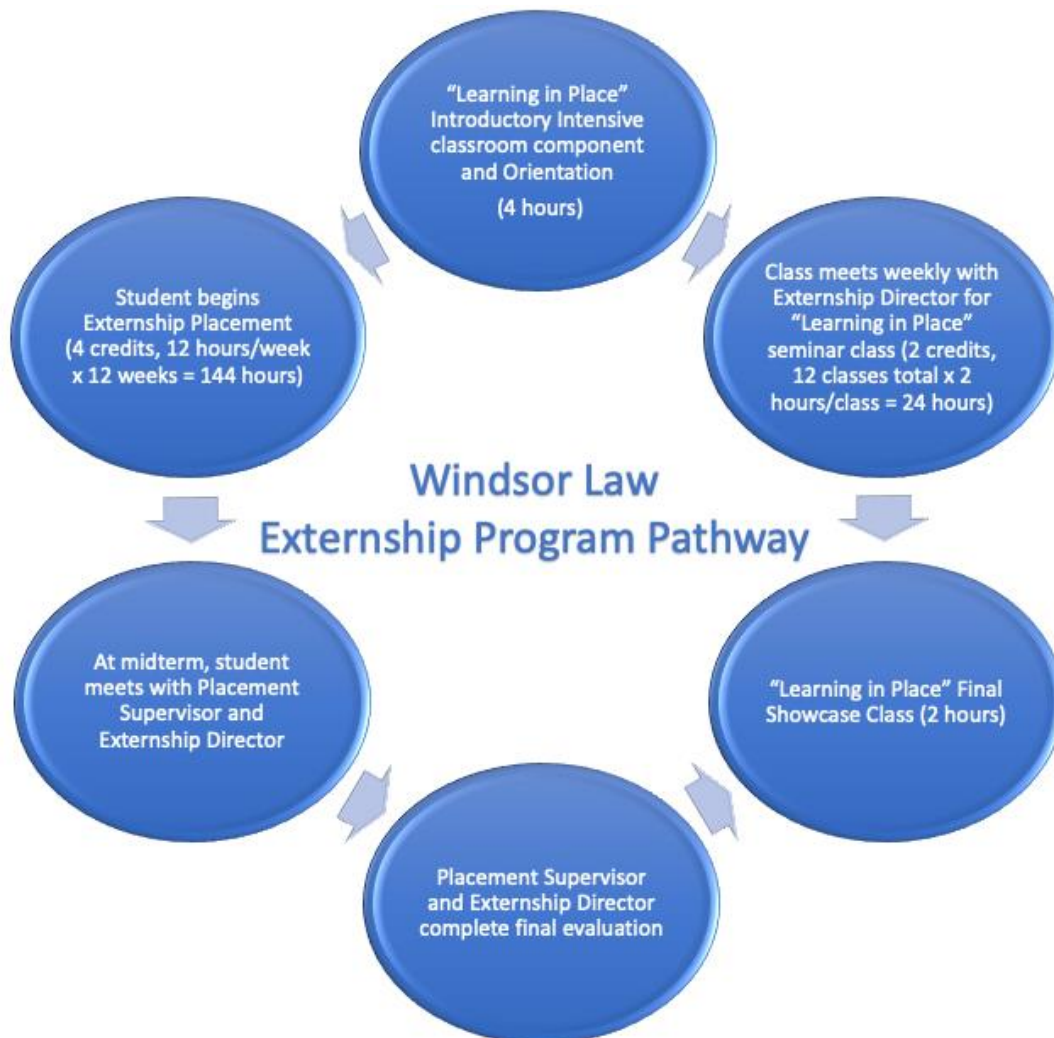 “Learning in Place”
Introductory Intensive
classroom component
and Orientation
(4 hours)
Student begins
Externship Placement
(4 credits, 12 hours/week
x 12 weeks = 144 hours)
Class meets weekly with
Externship Director for
“Learning in Place”
seminar class (2 credits,
12 classes total x 2
hours/class = 24 hours)
Windsor Law
Externship Program Pathway
At midterm, student
meets with Placement
Supervisor and
Externship Director
“Learning in Place” Final
Showcase Class (2 hours)
Placement Supervisor
and Externship Director
complete final evaluation